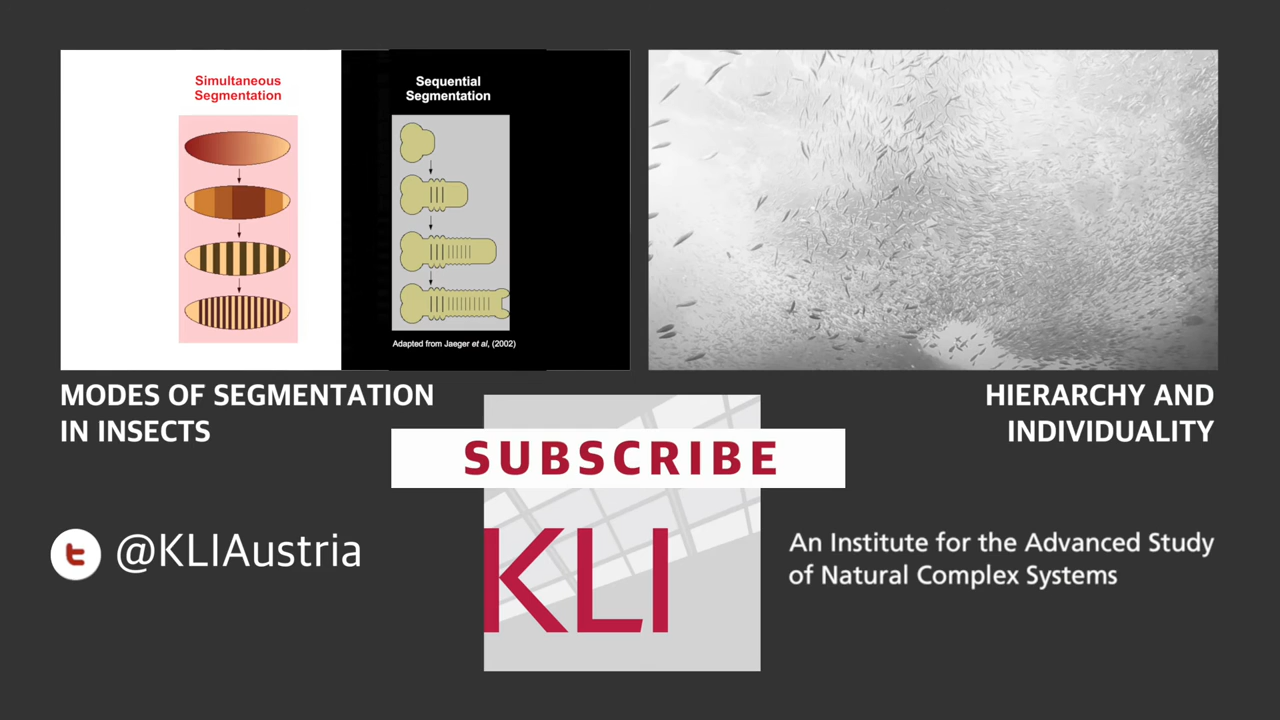 Simultaneous
Segmentation
Sequential
Segmentation
Adapted from Jaeger et al, (2002)
MODES OF SEGMENTATION
IN INSECTS
HIERARCHY AND
INDIVIDUALITY
SUBSCRIBE
@KLIAustria
KLI
An Institute for the Advanced Study
of Natural Complex Systems